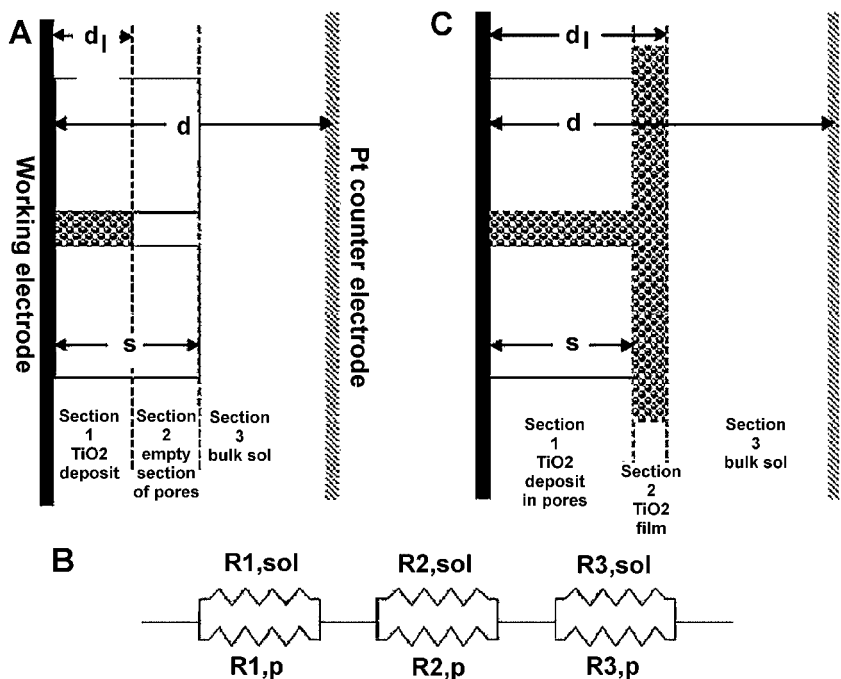 A
dI
d
Working electrode
Pt counter electrode
s
Section
1
TiO2
deposit
Section
2
empty
section
of pores
Section
3
bulk sol
C
dI
d
s
Section
1
TiO2
deposit
in pores
Section
2
TiO2
film
Section
3
bulk sol
B
R1,sol
R2,sol
R3,sol
R1,p
R2,p
R3,p